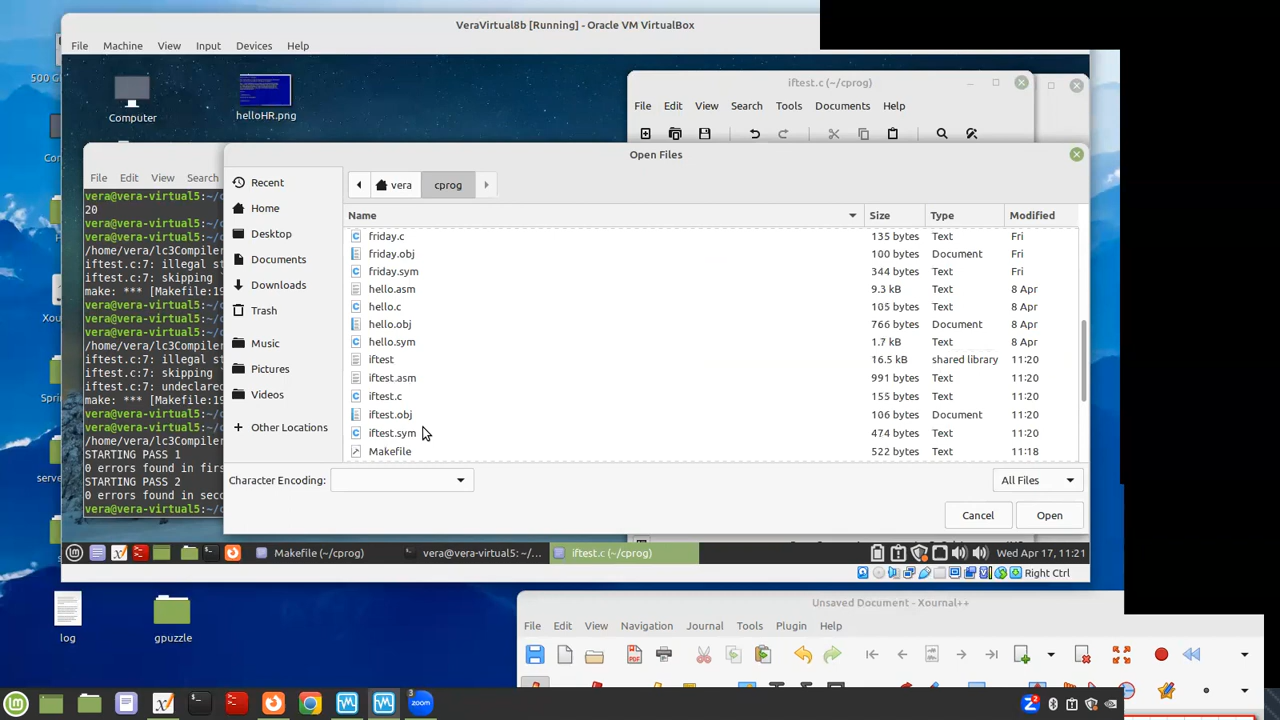 VeraVirtual8b [Running] - Oracle VM VirtualBox
File Machine View Input Devices Help
500 G
Computer
helloHR.png
iftest.c (~/cprog)
File Edit View Search Tools Documents Help
Open Files
File Edit View Search
vera@vera-virtual5:~/c
20
vera@vera-virtual5:~/c
vera@vera-virtual5:~/c
/home/vera/lc3Compiler
iftest.c:7: illegal st
iftest.c:7: skipping `
make: *** [Makefile:19
vera@vera-virtual5:~/c
vera@vera-virtual5:~/c
vera@vera-virtual5:~/c
iftest.c:7: illegal st
iftest.c:7: skipping `
iftest.c:7: undeclared
make: *** [Makefile:19
vera@vera-virtual5:~/c
vera@vera-virtual5:~/c
/home/vera/lc3Compiler
STARTING PASS 1
0 errors found in firs
STARTING PASS 2
0 errors found in seco
vera@vera-virtual5:~/c
Recent
Home
Desktop
Documents
Downloads
Trash
Music
Pictures
Videos
Other Locations
vera cprog
Name Size Type Modified
friday.c 135 bytes Text Fri
friday.obj 100 bytes Document Fri
friday.sym 344 bytes Text Fri
hello.asm 9.3 kB Text 8 Apr
hello.c 105 bytes Text 8 Apr
hello.obj 766 bytes Document 8 Apr
hello.sym 1.7 kB Text 8 Apr
iftest 16.5 kB shared library 11:20
iftest.asm 991 bytes Text 11:20
iftest.c 155 bytes Text 11:20
iftest.obj 106 bytes Document 11:20
iftest.sym 474 bytes Text 11:20
Makefile 522 bytes Text 11:18
Character Encoding:
All Files
Cancel Open
Makefile (~/cprog) vera@vera-virtual5: ~/... iftest.c (~/cprog) Wed Apr 17, 11:21
Right Ctrl
log
gpuzzle
Unsaved Document - Xournal++
File Edit View Navigation Journal Tools Plugin Help
3
zoom